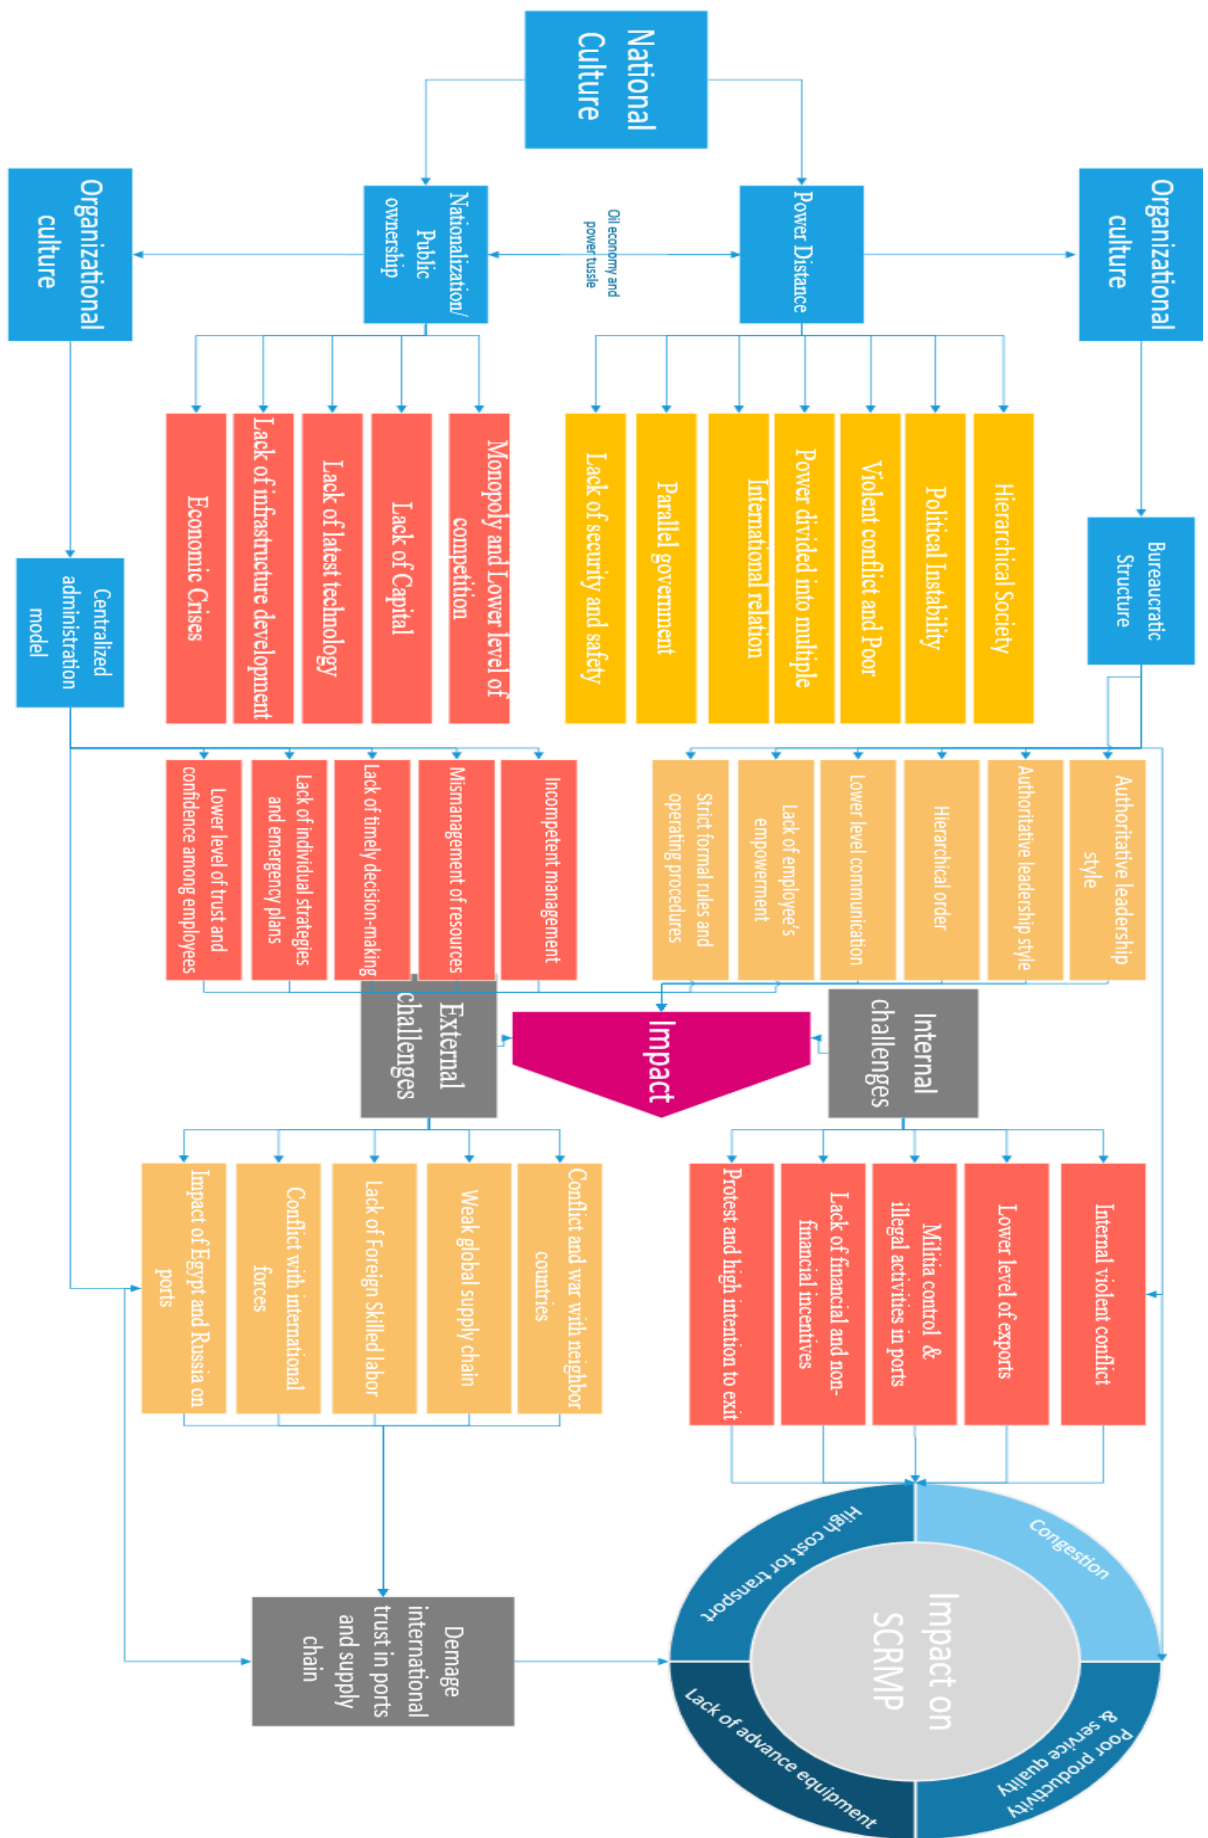 National
Culture
Organizational
culture
Power Distance
Oil economy and
power tussle
Nationalization/
Public
ownership
Organizational
culture
Hierarchical Society
Political Instability
Violent conflict and Poor
Power divided into multiple
International relation
Parallel government
Lack of security and safety
Monopoly and Lower level of
competition
Lack of Capital
Lack of latest technology
Lack of infrastructure development
Economic Crises
Bureaucratic
Structure
Centralized
administration
model
Authoritative leadership
style
Authoritative leadership style
Hierarchical order
Lower level communication
Lack of employee's
empowerment
Strict formal rules and
operating procedures
Incompetent management
Mismanagement of resources
Lack of timely decision-making
Lack of individual strategies
and emergency plans
Lower level of trust and
confidence among employees
Internal
challenges
Impact
External
challenges
Internal violent conflict
Lower level of exports
Militia control &
illegal activities in ports
Lack of financial and non-
financial incentives
Protest and high intention to exit
Conflict and war with neighbor
countries
Weak global supply chain
Lack of Foreign Skilled labor
Conflict with international
forces
Impact of Egypt and Russia on
ports
Congestion
High cost for transport
Impact on
SCRMP
Poor productivity
& service quality
Lack of advance equipment
Demage
international
trust in ports
and supply
chain